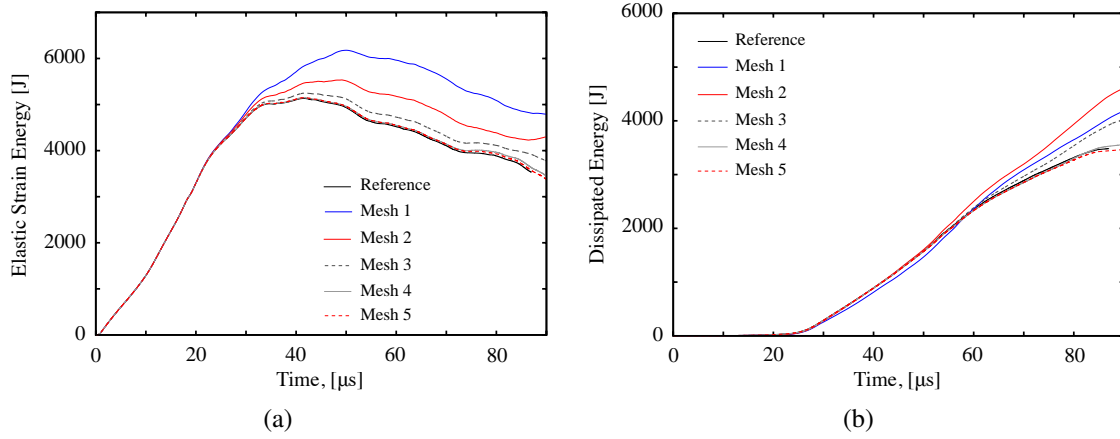 6000
4000
2000
0
0
20
40
60
80
Elastic Strain Energy [J]
Time, [μs]
Reference
Mesh 1
Mesh 2
Mesh 3
Mesh 4
Mesh 5
(a)
6000
4000
2000
0
0
20
40
60
80
Dissipated Energy [J]
Time, [μs]
Reference
Mesh 1
Mesh 2
Mesh 3
Mesh 4
Mesh 5
(b)